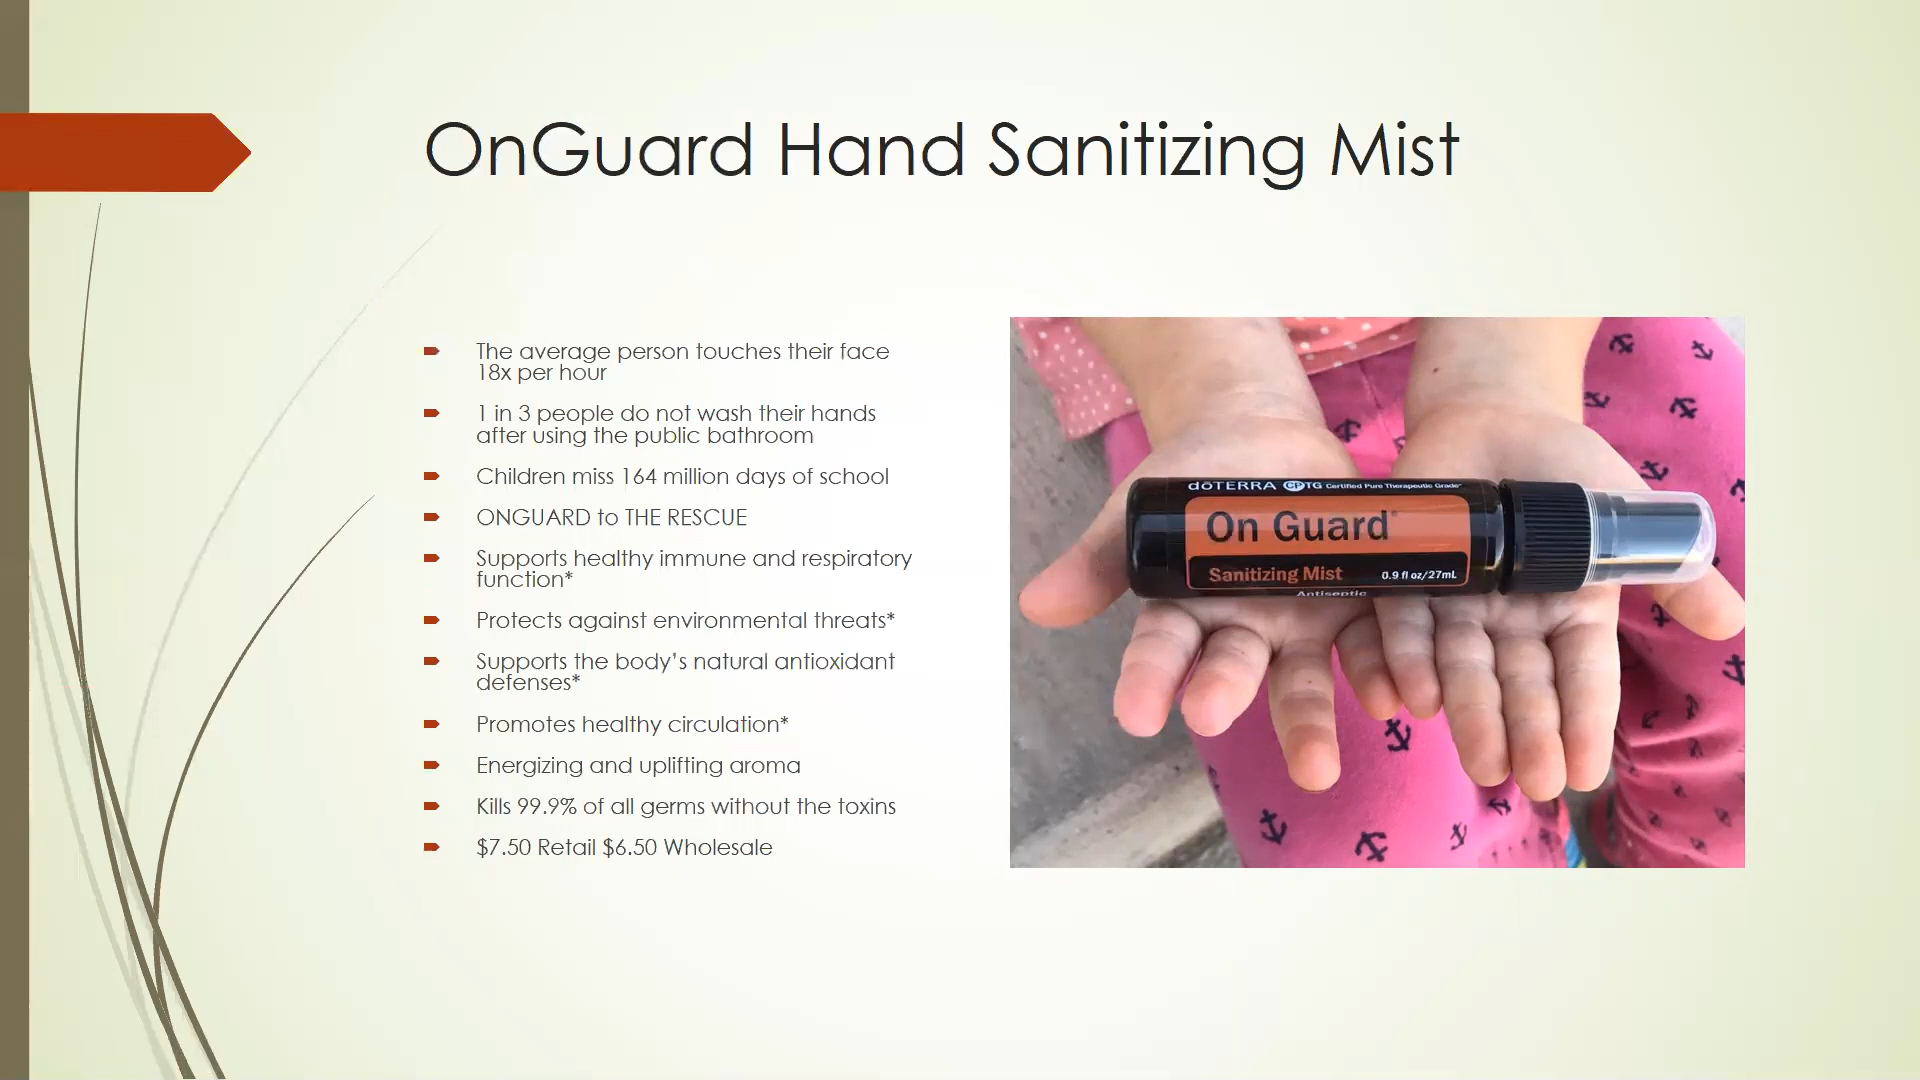 OnGuard Hand Sanitizing Mist
The average person touches their face
18x per hour
1 in 3 people do not wash their hands
after using the public bathroom
Children miss 164 million days of school
ONGUARD to THE RESCUE
Supports healthy immune and respiratory
function*
Protects against environmental threats*
Supports the body's natural antioxidant
defenses*
Promotes healthy circulation*
Energizing and uplifting aroma
Kills 99.9% of all germs without the toxins
$7.50 Retail $6.50 Wholesale
dōTERRA CPTG Certified Pure Therapeutic Grade®
On Guard®
Sanitizing Mist 0.9 fl oz/27mL
Antiseptic